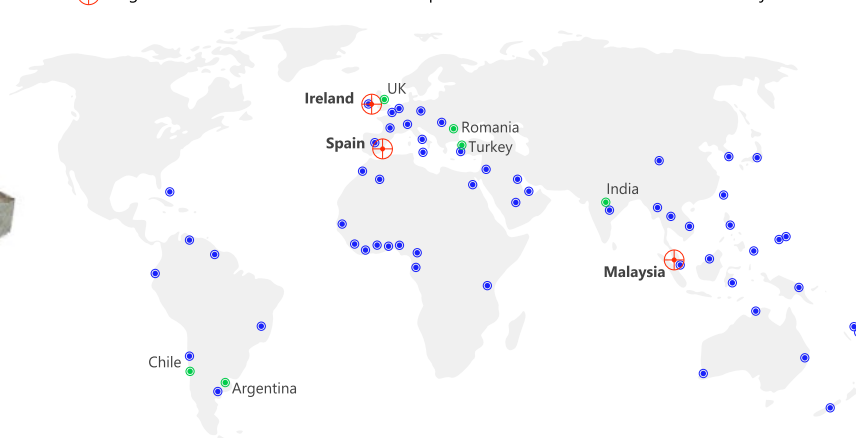 UK
Ireland
Romania
Spain
Turkey
India
Malaysia
Chile
Argentina